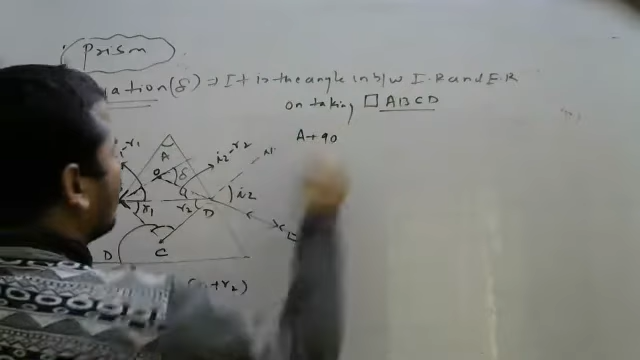 Prism
ation (δ) = It is the angle in b/w I.R and E.R
on taking □ ABCD
A + 90
i2-r2
-r1
A
δ
i2
r1
r2
D
D
C
+r2)